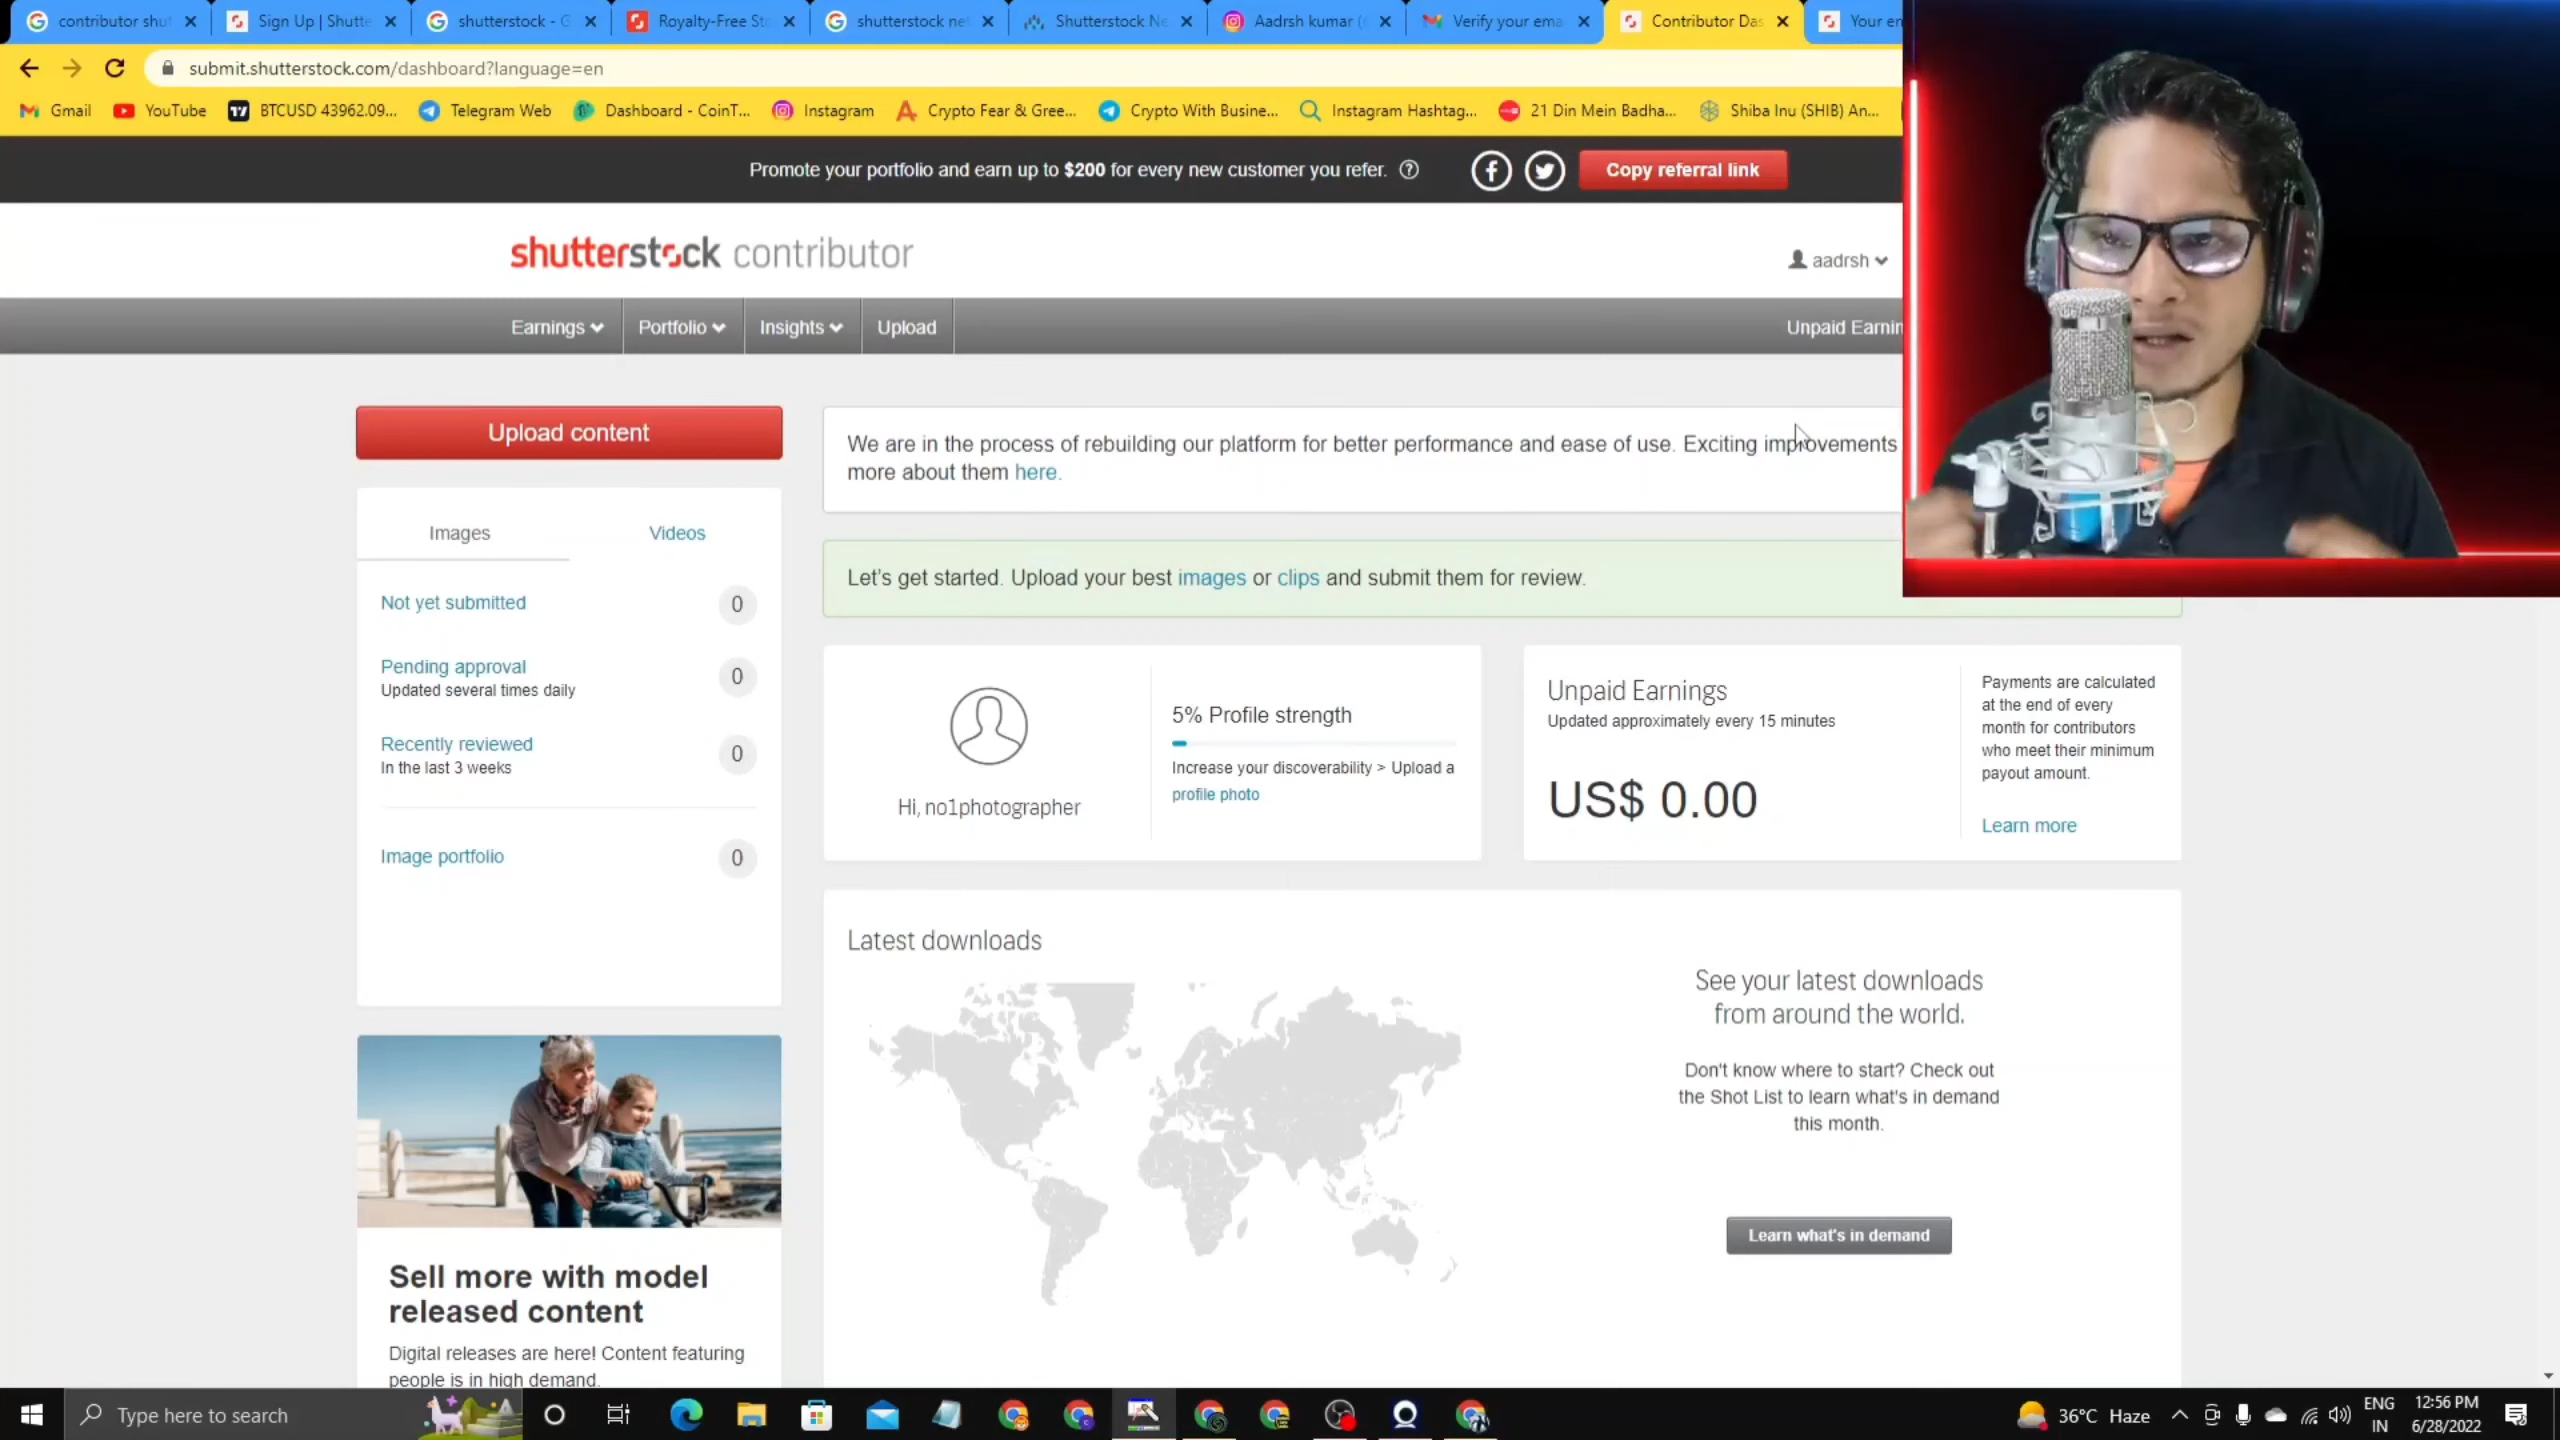 contributor shut
Sign Up | Shutte
shutterstock - G
Royalty-Free St
shutterstock ne
Shutterstock Ne
Aadrsh kumar (
Verify your ema
Contributor Das
Your en
submit.shutterstock.com/dashboard?language=en
Gmail
YouTube
BTCUSD 43962.09...
Telegram Web
Dashboard - CoinT...
Instagram
Crypto Fear & Gree...
Crypto With Busine...
Instagram Hashtag...
21 Din Mein Badha...
Shiba Inu (SHIB) An...
Promote your portfolio and earn up to $200 for every new customer you refer.
Copy referral link
shutterstock contributor
aadrsh
Earnings
Portfolio
Insights
Upload
Unpaid Earnin
Upload content
We are in the process of rebuilding our platform for better performance and ease of use. Exciting improvements
more about them here.
Images
Videos
Let's get started. Upload your best images or clips and submit them for review.
Not yet submitted 0
Pending approval 0
Updated several times daily
Recently reviewed 0
In the last 3 weeks
Image portfolio 0
Hi, no1photographer
5% Profile strength
Increase your discoverability > Upload a
profile photo
Unpaid Earnings
Updated approximately every 15 minutes
US$ 0.00
Payments are calculated
at the end of every
month for contributors
who meet their minimum
payout amount.
Learn more
Latest downloads
See your latest downloads
from around the world.
Don't know where to start? Check out
the Shot List to learn what's in demand
this month.
Learn what's in demand
Sell more with model
released content
Digital releases are here! Content featuring
people is in high demand.
Type here to search
36°C Haze
ENG
IN
12:56 PM
6/28/2022